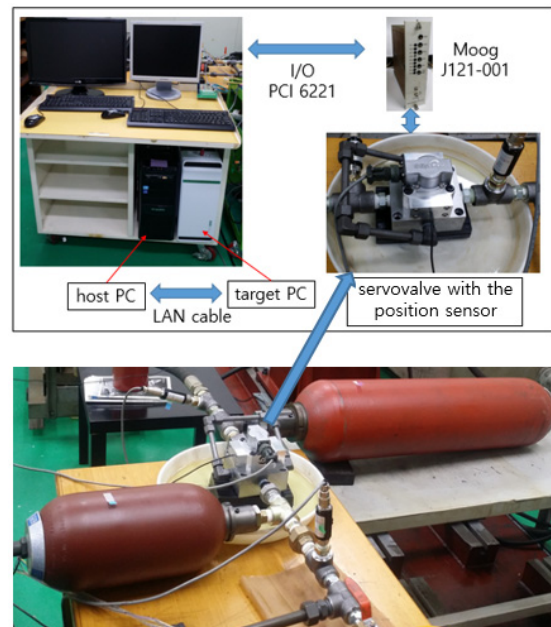 I/O
PCI 6221
Moog
J121-001
host PC
target PC
LAN cable
servovalve with the
position sensor